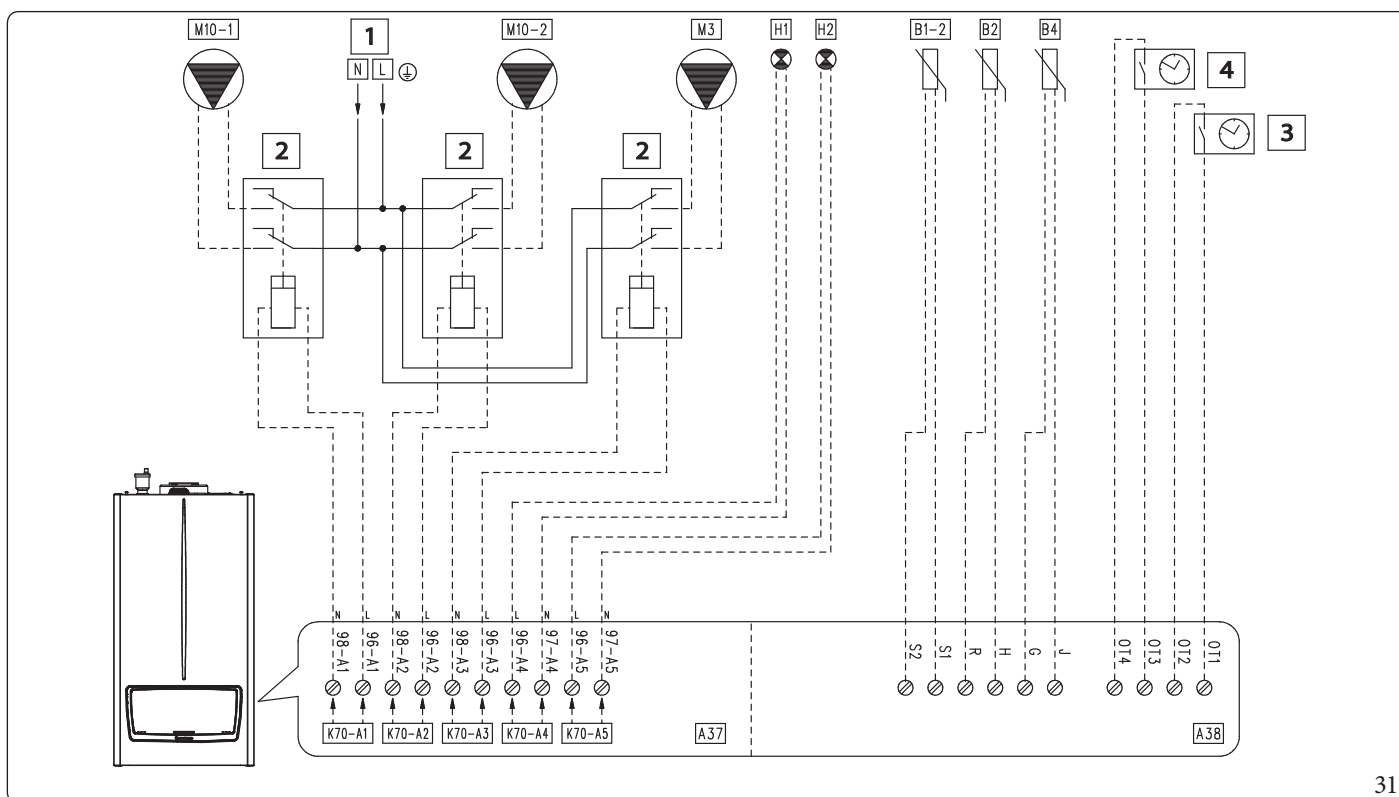 M10-1
1
M10-2
M3
H1
H2
B1-2
B2
B4
4
N L
3
2
2
2
N L N L N L L N L N
98-A1 96-A1 98-A2 96-A2 98-A3 96-A3 96-A4 97-A4 96-A5 97-A5
S2 S1 R H G J
OT4 OT3 OT2 OT1
K70-A1 K70-A2 K70-A3 K70-A4 K70-A5
A37
A38
31